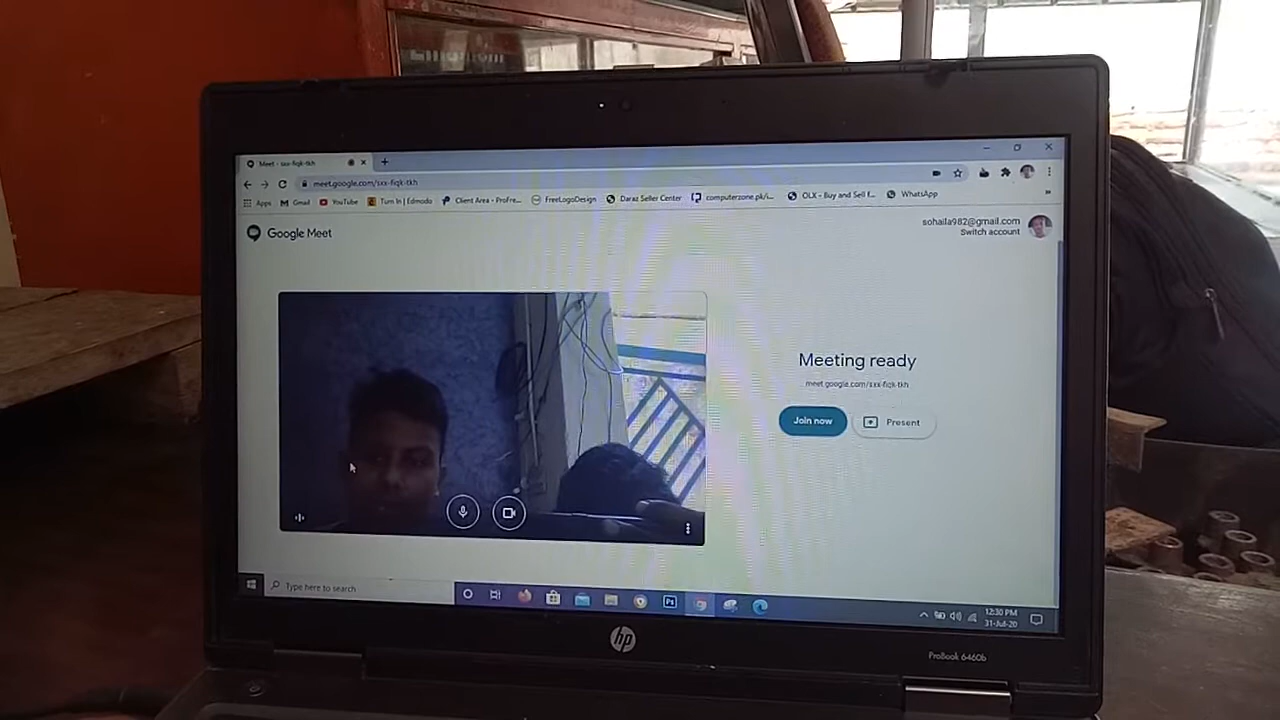 Meet - sxx-fiqk-tkh
meet.google.com/sxx-fiqk-tkh
Apps
Gmail
YouTube
Turn In | Edmodo
Client Area - ProFre...
FreeLogoDesign
Daraz Seller Center
computerzone.pk/i...
OLX - Buy and Sell f...
WhatsApp
Google Meet
sohaila982@gmail.com
Switch account
Meeting ready
meet.google.com/sxx-fiqk-tkh
Join now
Present
Type here to search
Ps
12:30 PM
31-Jul-20
hp
ProBook 6460b